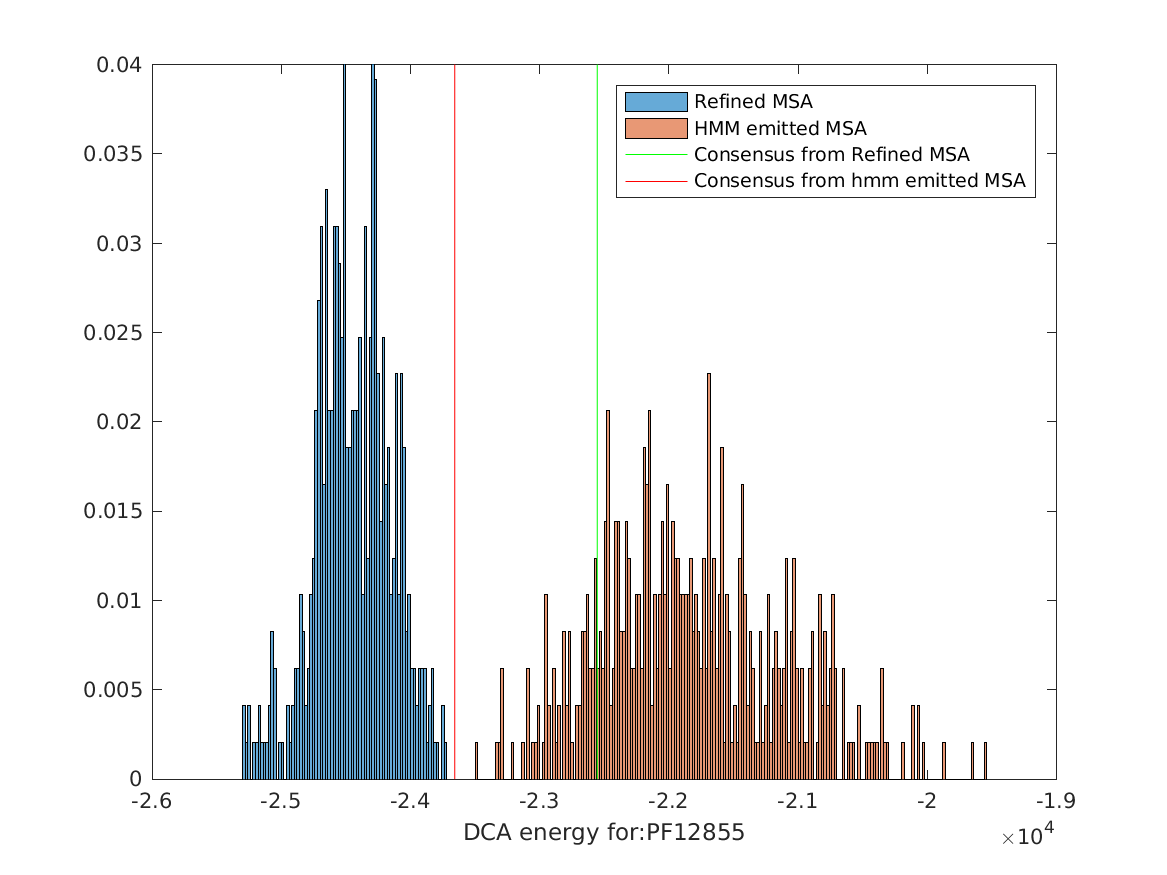 0.04
0.035
0.03
0.025
0.02
0.015
0.01
0.005
0
-2.6 -2.5 -2.4 -2.3 -2.2 -2.1 -2 -1.9
×10^4
DCA energy for:PF12855
Refined MSA
HMM emitted MSA
Consensus from Refined MSA
Consensus from hmm emitted MSA